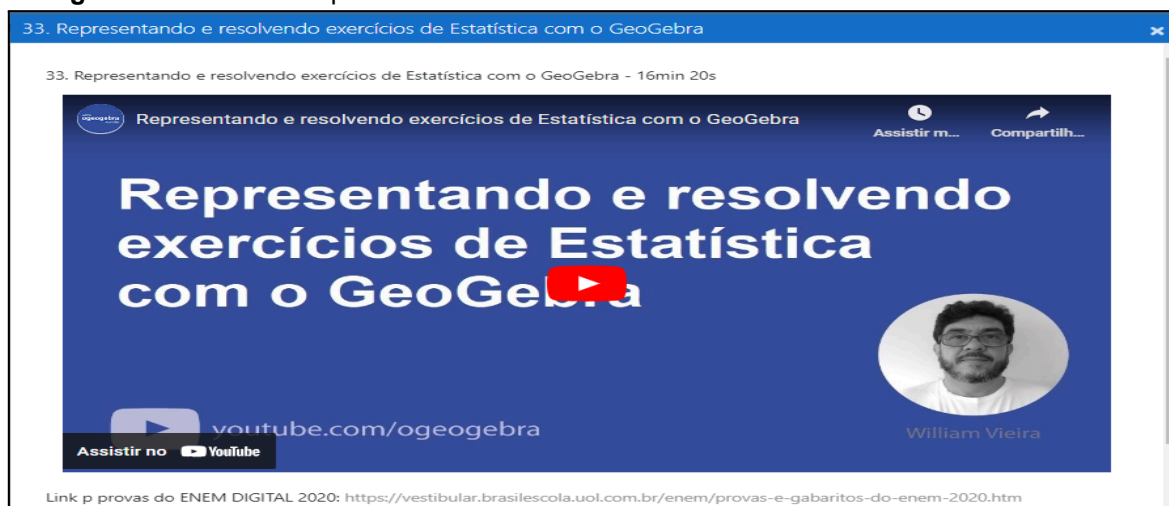 33. Representando e resolvendo exercícios de Estatística com o GeoGebra
33. Representando e resolvendo exercícios de Estatística com o GeoGebra - 16min 20s
ogeogebra
Representando e resolvendo exercícios de Estatística com o GeoGebra
Assistir m...
Compartilh...
Representando e resolvendo
exercícios de Estatística
com o GeoGebra
youtube.com/ogeogebra
William Vieira
Assistir no YouTube
Link p provas do ENEM DIGITAL 2020: https://vestibular.brasilescola.uol.com.br/enem/provas-e-gabaritos-do-enem-2020.htm